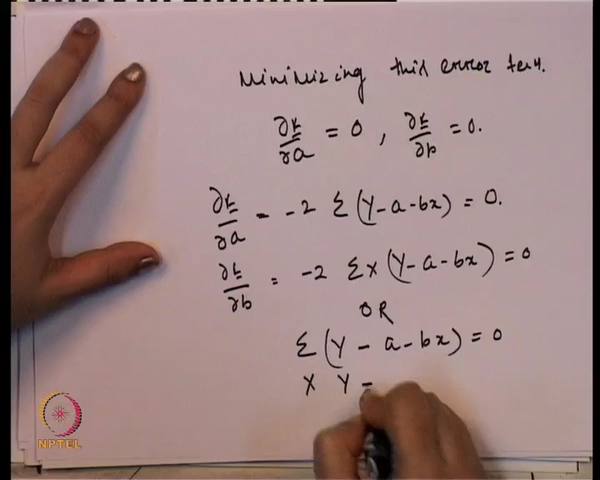 Minimizing this error term.
∂E/∂a = 0 , ∂E/∂b = 0.
∂E/∂a = -2 Σ (Y-a-bx) = 0.
∂E/∂b = -2 Σx (Y-a-bx) = 0
OR
Σ (Y - a-bx) = 0
X Y =
NPTEL